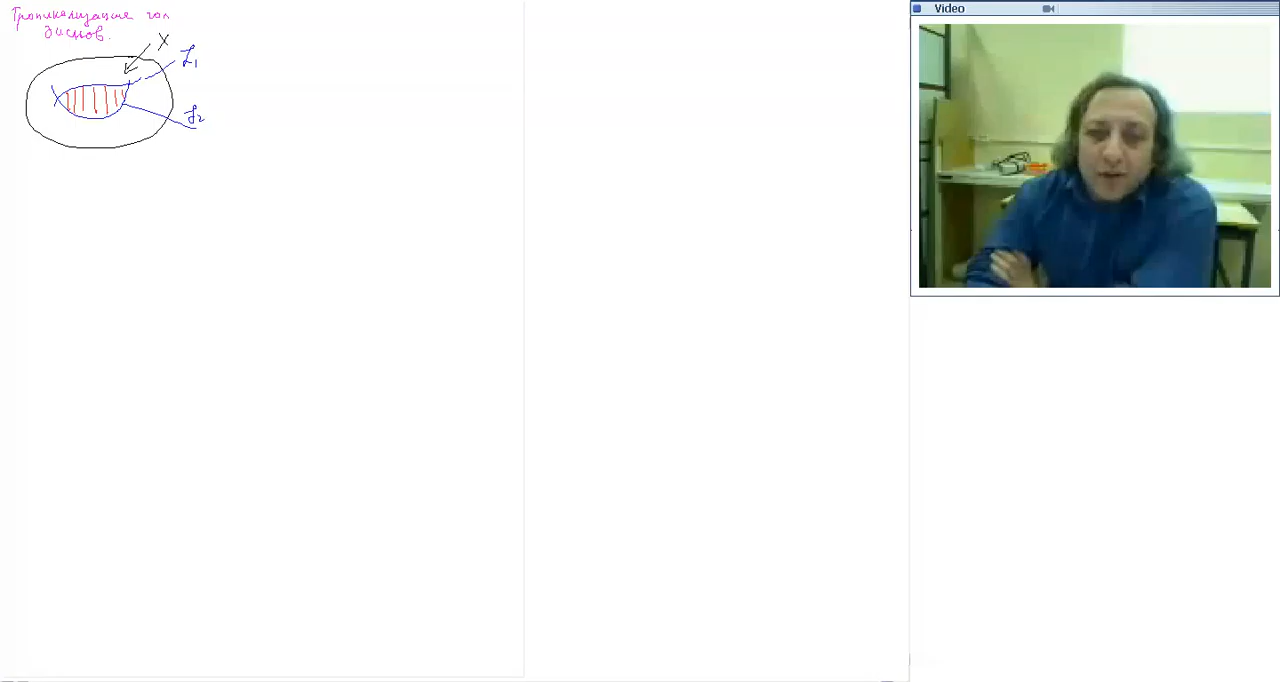 Тропикализация гол
дисков.
X
L₁
L₂
Video